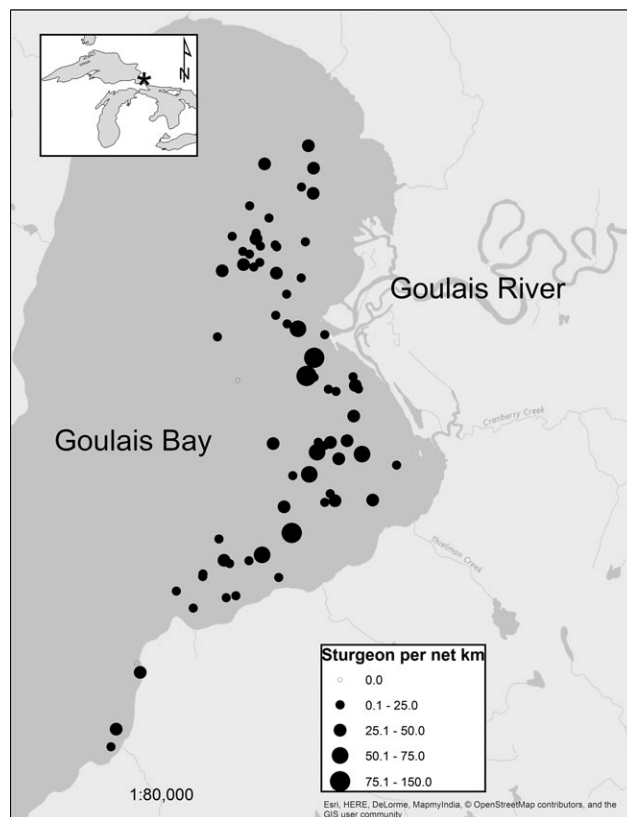 N
Goulais River
Goulais Bay
Cranberry Creek
Thielman Creek
Sturgeon per net km
0.0
0.1 - 25.0
25.1 - 50.0
50.1 - 75.0
75.1 - 150.0
1:80,000
Esri, HERE, DeLorme, MapmyIndia, © OpenStreetMap contributors, and the
GIS user community